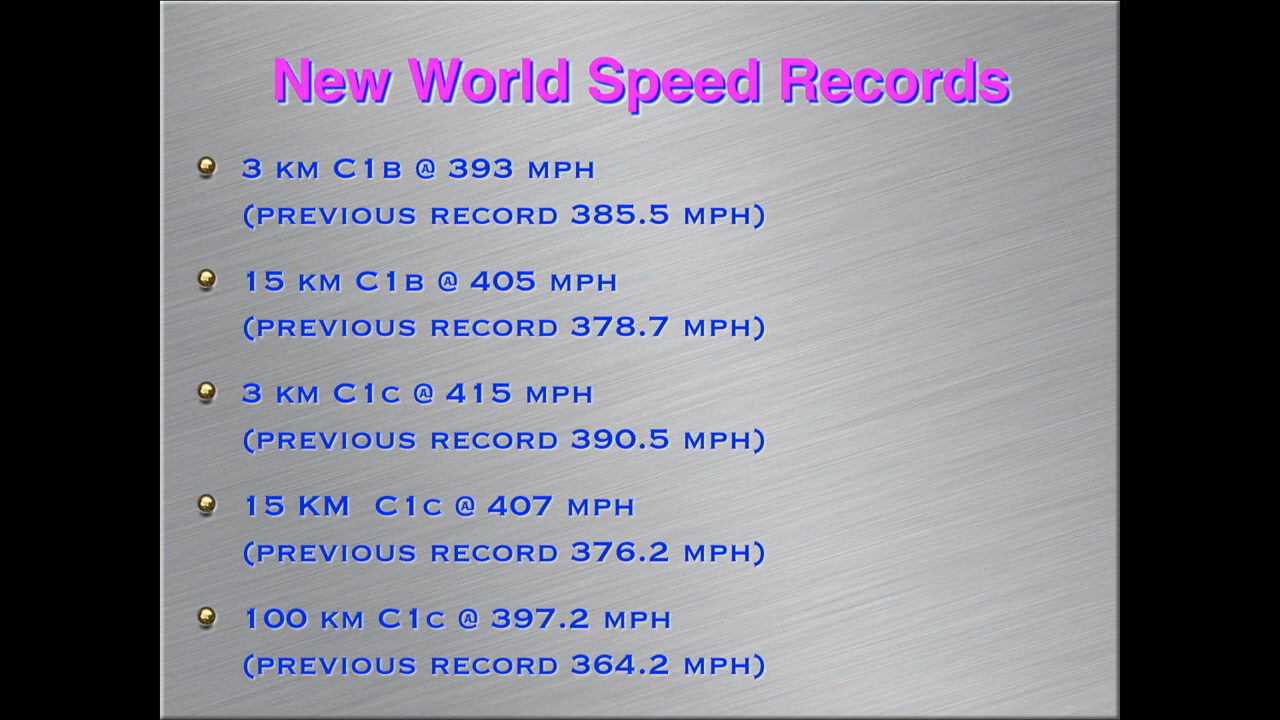 New World Speed Records
3 km C1b @ 393 mph
(previous record 385.5 mph)
15 km C1b @ 405 mph
(previous record 378.7 mph)
3 km C1c @ 415 mph
(previous record 390.5 mph)
15 KM C1c @ 407 mph
(previous record 376.2 mph)
100 km C1c @ 397.2 mph
(previous record 364.2 mph)